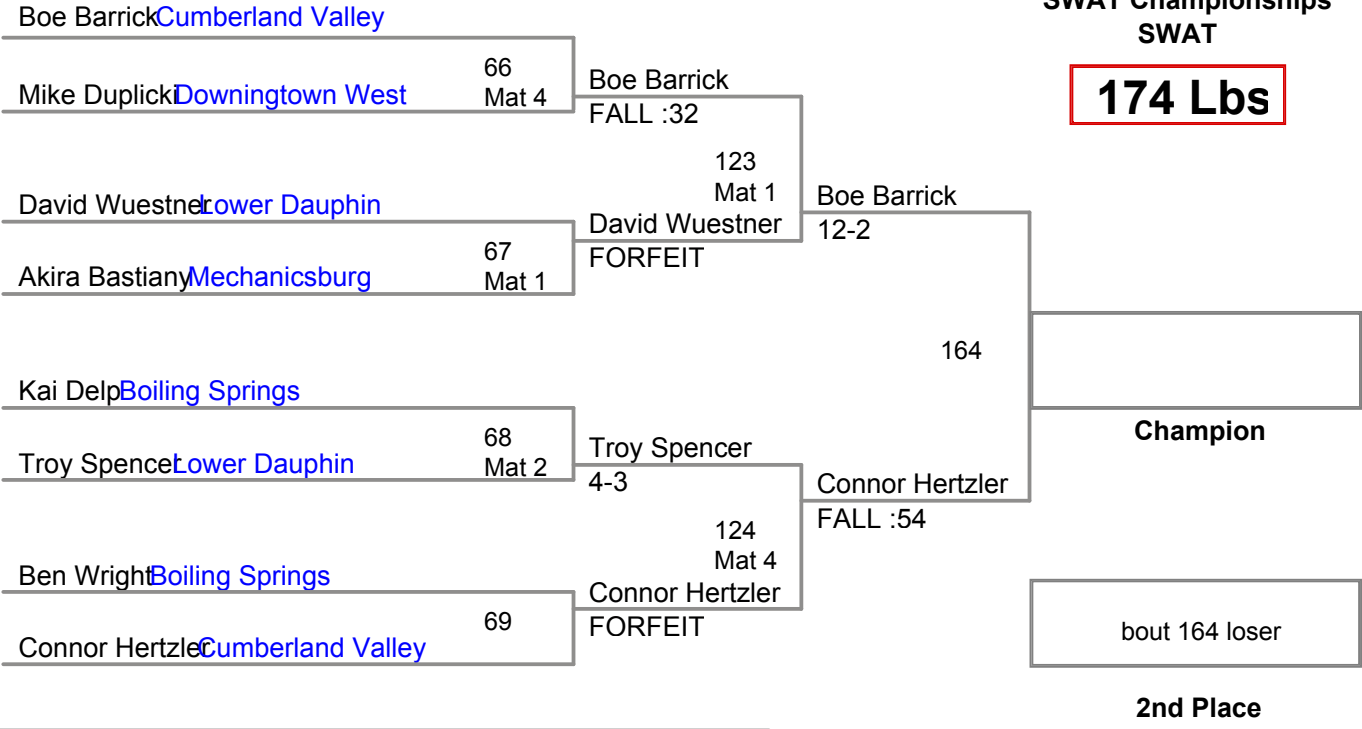 SWAT Championships
SWAT
174 Lbs
Boe Barrick Cumberland Valley
66
Mike Duplicki Downingtown West Mat 4
Boe Barrick
FALL :32
123
Mat 1
David Wuestner Lower Dauphin
David Wuestner
67
FORFEIT
Akira Bastiany Mechanicsburg Mat 1
Boe Barrick
12-2
164
Kai Delp Boiling Springs
68
Troy Spencer Lower Dauphin Mat 2
Troy Spencer
4-3
124
Mat 4
Ben Wright Boiling Springs
Connor Hertzler
69
FORFEIT
Connor Hertzler Cumberland Valley
Connor Hertzler
FALL :54
Champion
bout 164 loser
2nd Place